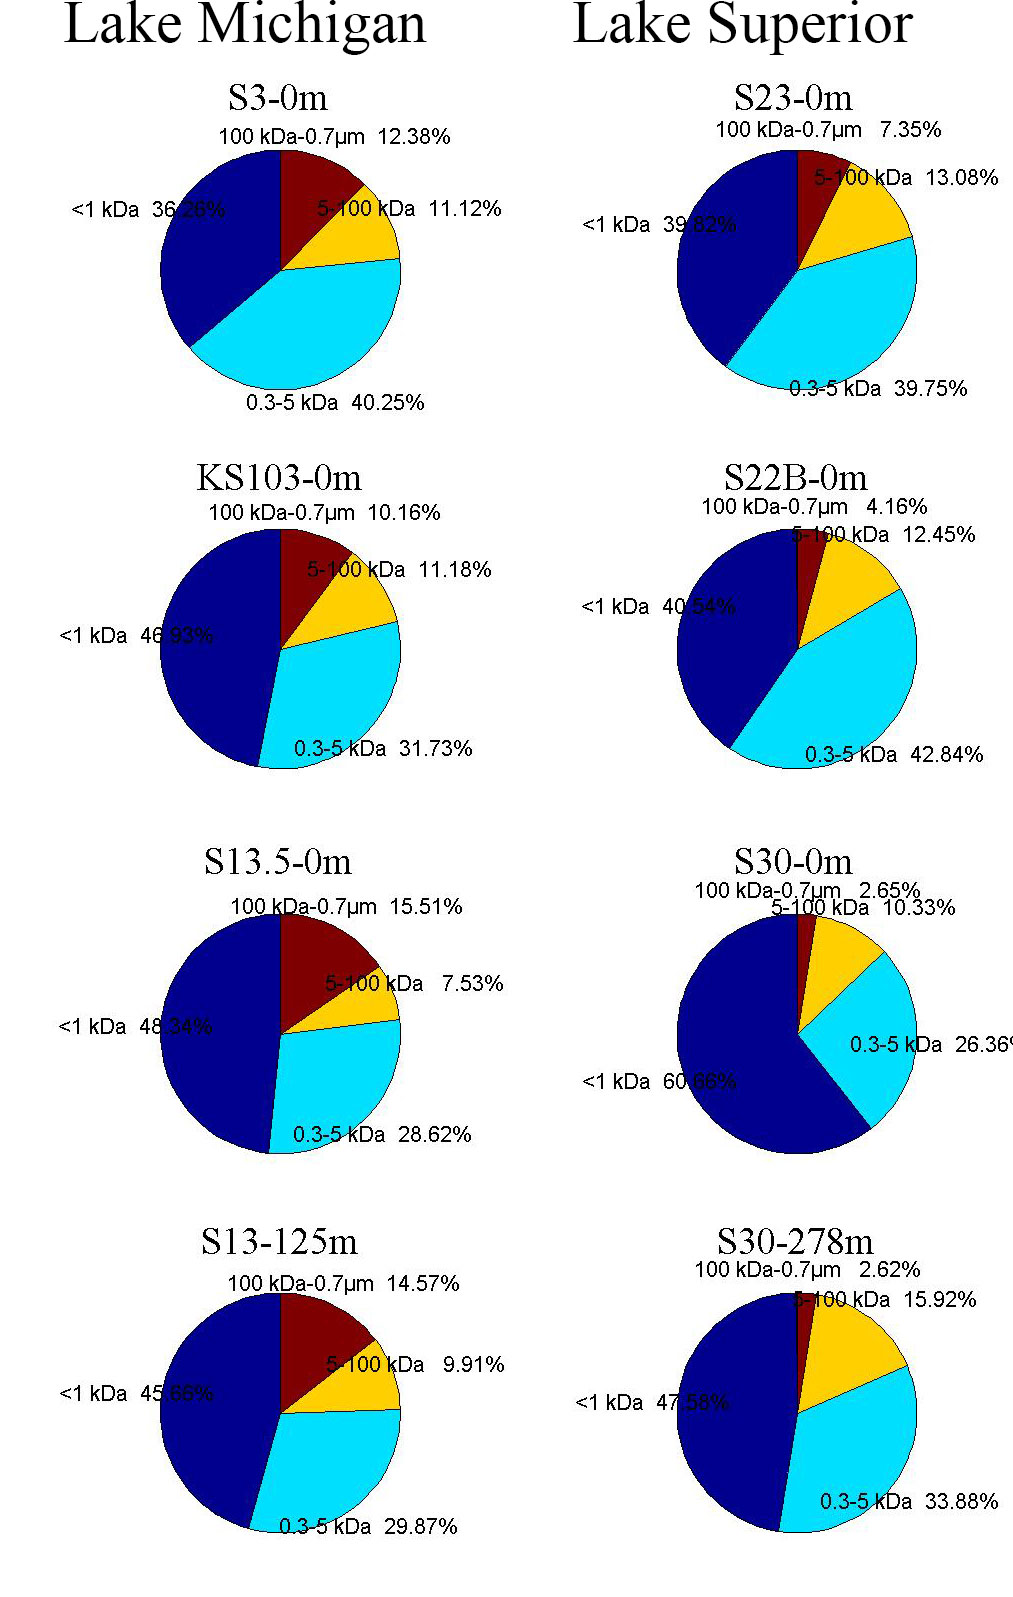 Lake Michigan
Lake Superior
S3-0m
100 kDa-0.7µm 12.38%
5-100 kDa 11.12%
<1 kDa 36.26%
0.3-5 kDa 40.25%
S23-0m
100 kDa-0.7µm 7.35%
5-100 kDa 13.08%
<1 kDa 39.82%
0.3-5 kDa 39.75%
KS103-0m
100 kDa-0.7µm 10.16%
5-100 kDa 11.18%
<1 kDa 46.93%
0.3-5 kDa 31.73%
S22B-0m
100 kDa-0.7µm 4.16%
5-100 kDa 12.45%
<1 kDa 40.54%
0.3-5 kDa 42.84%
S13.5-0m
100 kDa-0.7µm 15.51%
5-100 kDa 7.53%
<1 kDa 48.34%
0.3-5 kDa 28.62%
S30-0m
100 kDa-0.7µm 2.65%
5-100 kDa 10.33%
0.3-5 kDa 26.36%
<1 kDa 60.66%
S13-125m
100 kDa-0.7µm 14.57%
5-100 kDa 9.91%
<1 kDa 45.66%
0.3-5 kDa 29.87%
S30-278m
100 kDa-0.7µm 2.62%
5-100 kDa 15.92%
<1 kDa 47.58%
0.3-5 kDa 33.88%